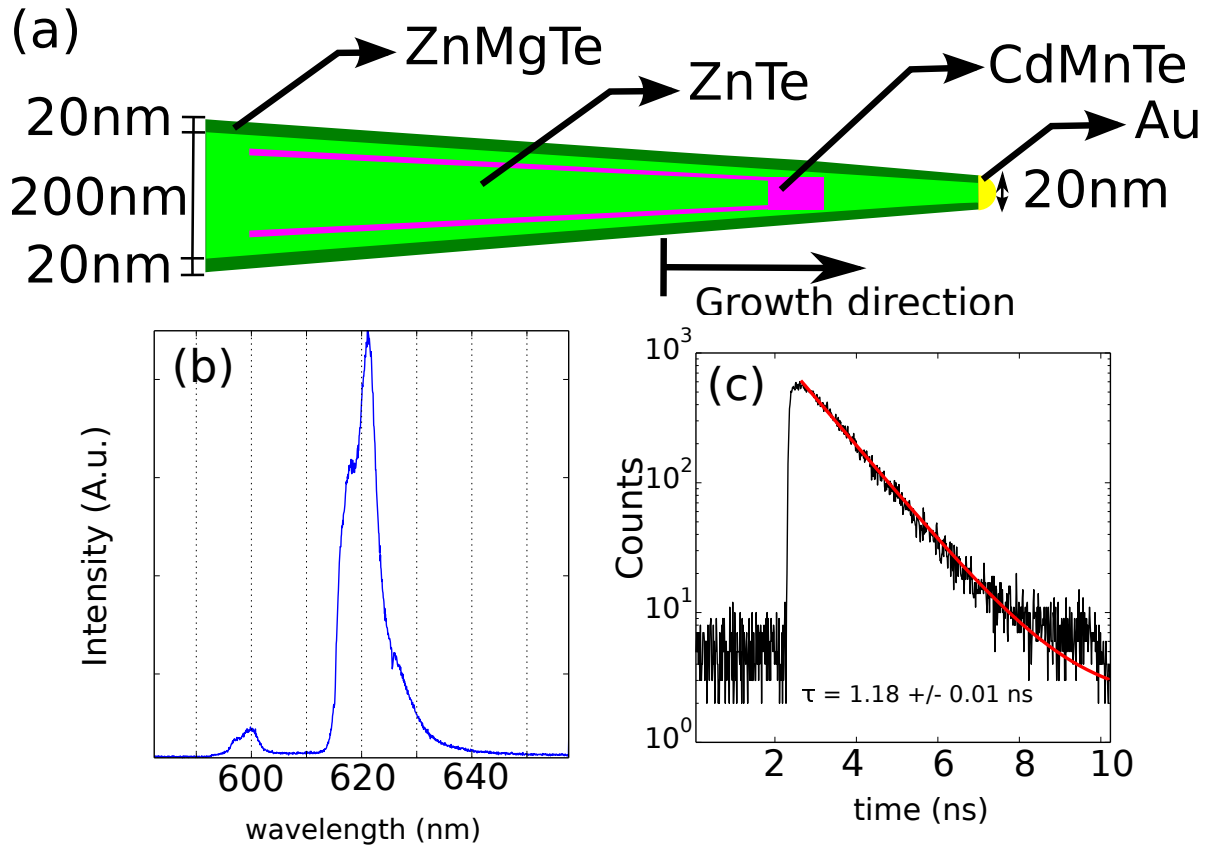 (a)
ZnMgTe
ZnTe
CdMnTe
Au
20nm
200nm
20nm
20nm
Growth direction
(b)
Intensity (A.u.)
600 620 640
wavelength (nm)
(c)
10³
10²
10¹
10⁰
Counts
τ = 1.18 +/- 0.01 ns
2 4 6 8 10
time (ns)